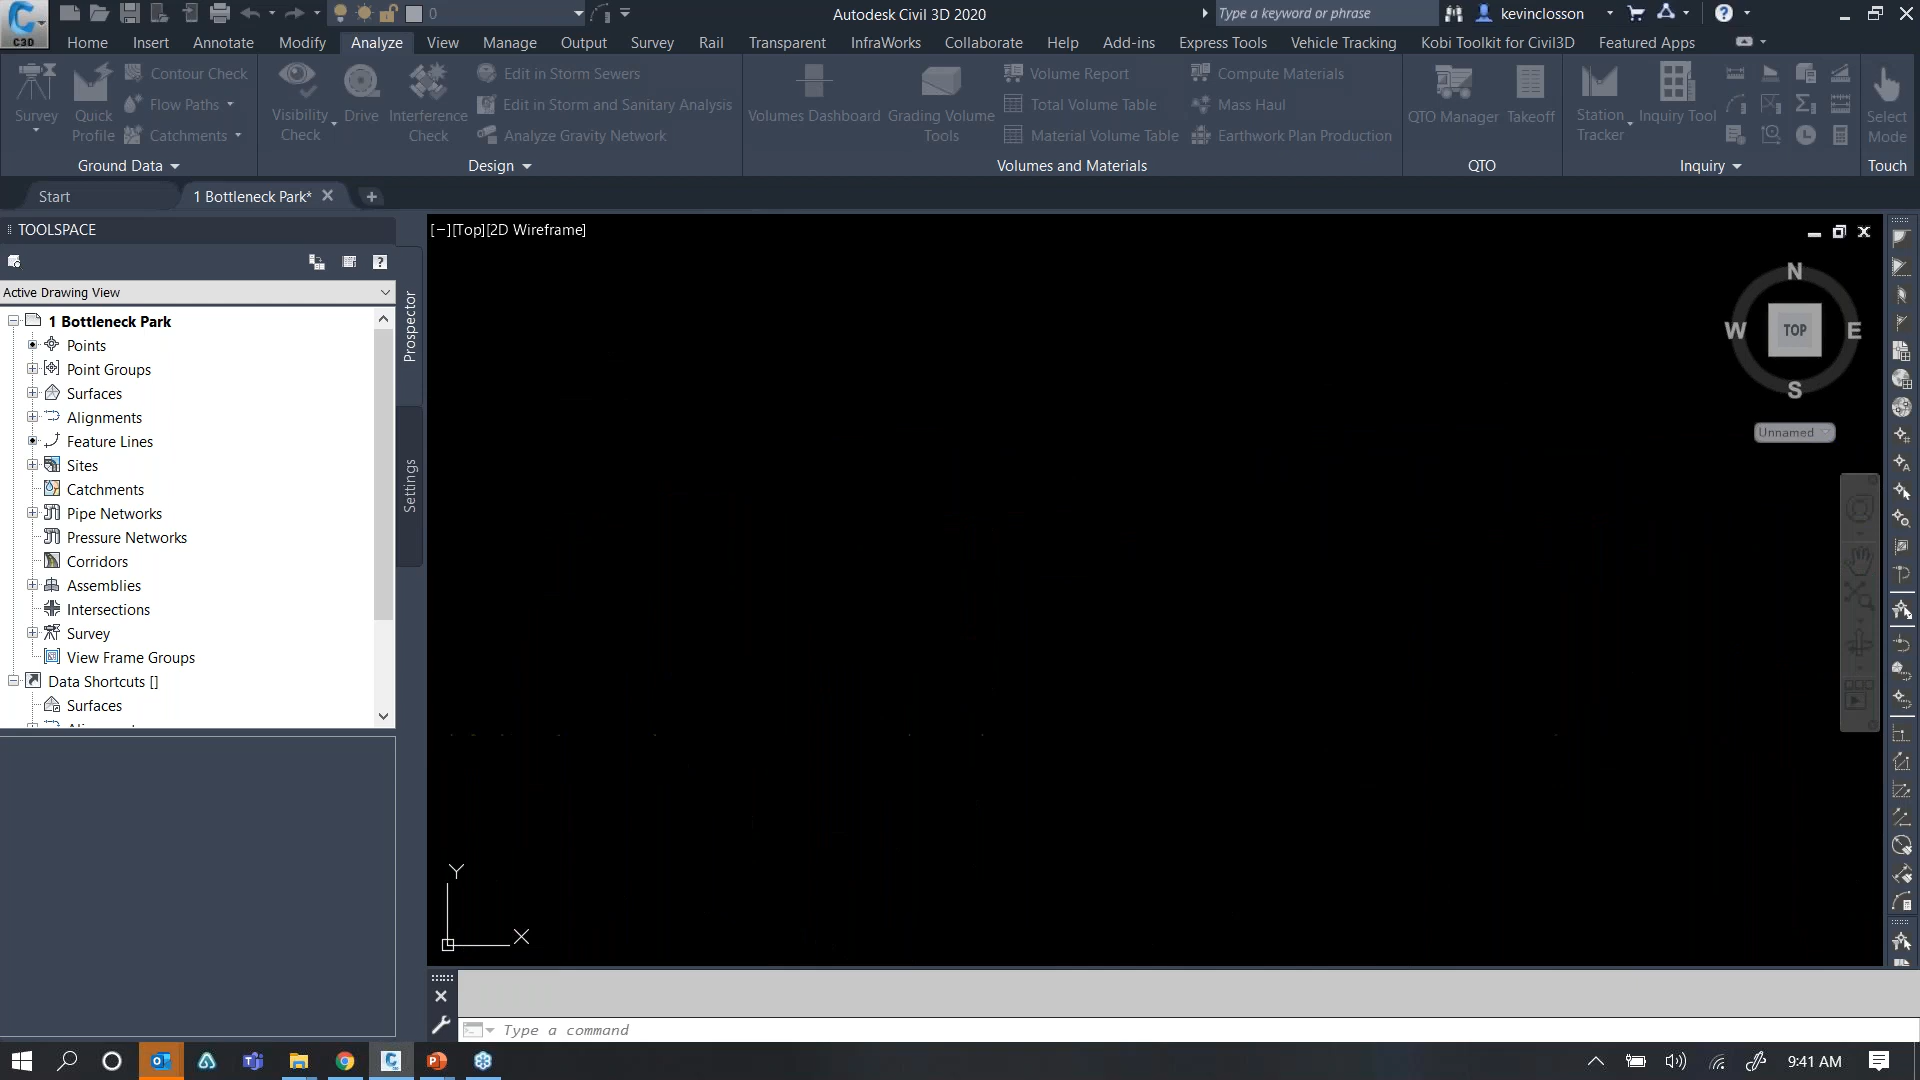 C3D
0
Autodesk Civil 3D 2020
Type a keyword or phrase
kevinclosson
Home Insert Annotate Modify Analyze View Manage Output Survey Rail Transparent InfraWorks Collaborate Help Add-ins Express Tools Vehicle Tracking Kobi Toolkit for Civil3D Featured Apps
Survey
Quick Profile
Contour Check
Flow Paths
Catchments
Ground Data
Visibility Check
Drive
Interference Check
Edit in Storm Sewers
Edit in Storm and Sanitary Analysis
Analyze Gravity Network
Design
Volumes Dashboard
Grading Volume Tools
Volume Report
Total Volume Table
Material Volume Table
Compute Materials
Mass Haul
Earthwork Plan Production
Volumes and Materials
QTO Manager
Takeoff
QTO
Station Tracker
Inquiry Tool
Inquiry
Select Mode
Touch
Start
1 Bottleneck Park*
TOOLSPACE
Active Drawing View
1 Bottleneck Park
Points
Point Groups
Surfaces
Alignments
Feature Lines
Sites
Catchments
Pipe Networks
Pressure Networks
Corridors
Assemblies
Intersections
Survey
View Frame Groups
Data Shortcuts []
Surfaces
Prospector
Settings
[−][Top][2D Wireframe]
N
W TOP E
S
Unnamed
Y
X
Type a command
9:41 AM